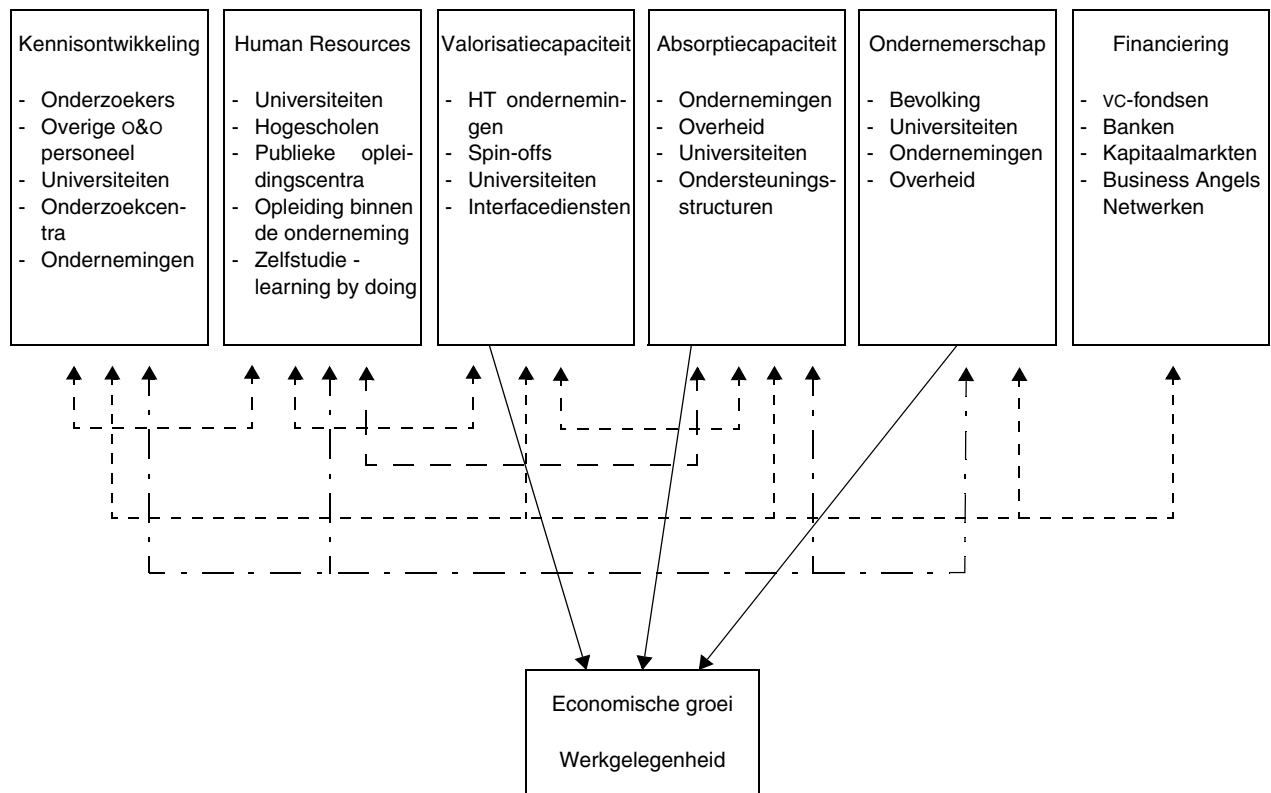 Kennisontwikkeling
- Onderzoekers
- Overige O&O
personeel
- Universiteiten
- Onderzoekcen-
tra
- Ondernemingen
Human Resources
- Universiteiten
- Hogescholen
- Publieke oplei-
dingscentra
- Opleiding binnen
de onderneming
- Zelfstudie -
learning by doing
Valorisatiecapaciteit
- HT ondernemin-
gen
- Spin-offs
- Universiteiten
- Interfacediensten
Absorptiecapaciteit
- Ondernemingen
- Overheid
- Universiteiten
- Ondersteunings-
structuren
Ondernemerschap
- Bevolking
- Universiteiten
- Ondernemingen
- Overheid
Financiering
- VC-fondsen
- Banken
- Kapitaalmarkten
- Business Angels
Netwerken
Economische groei
Werkgelegenheid